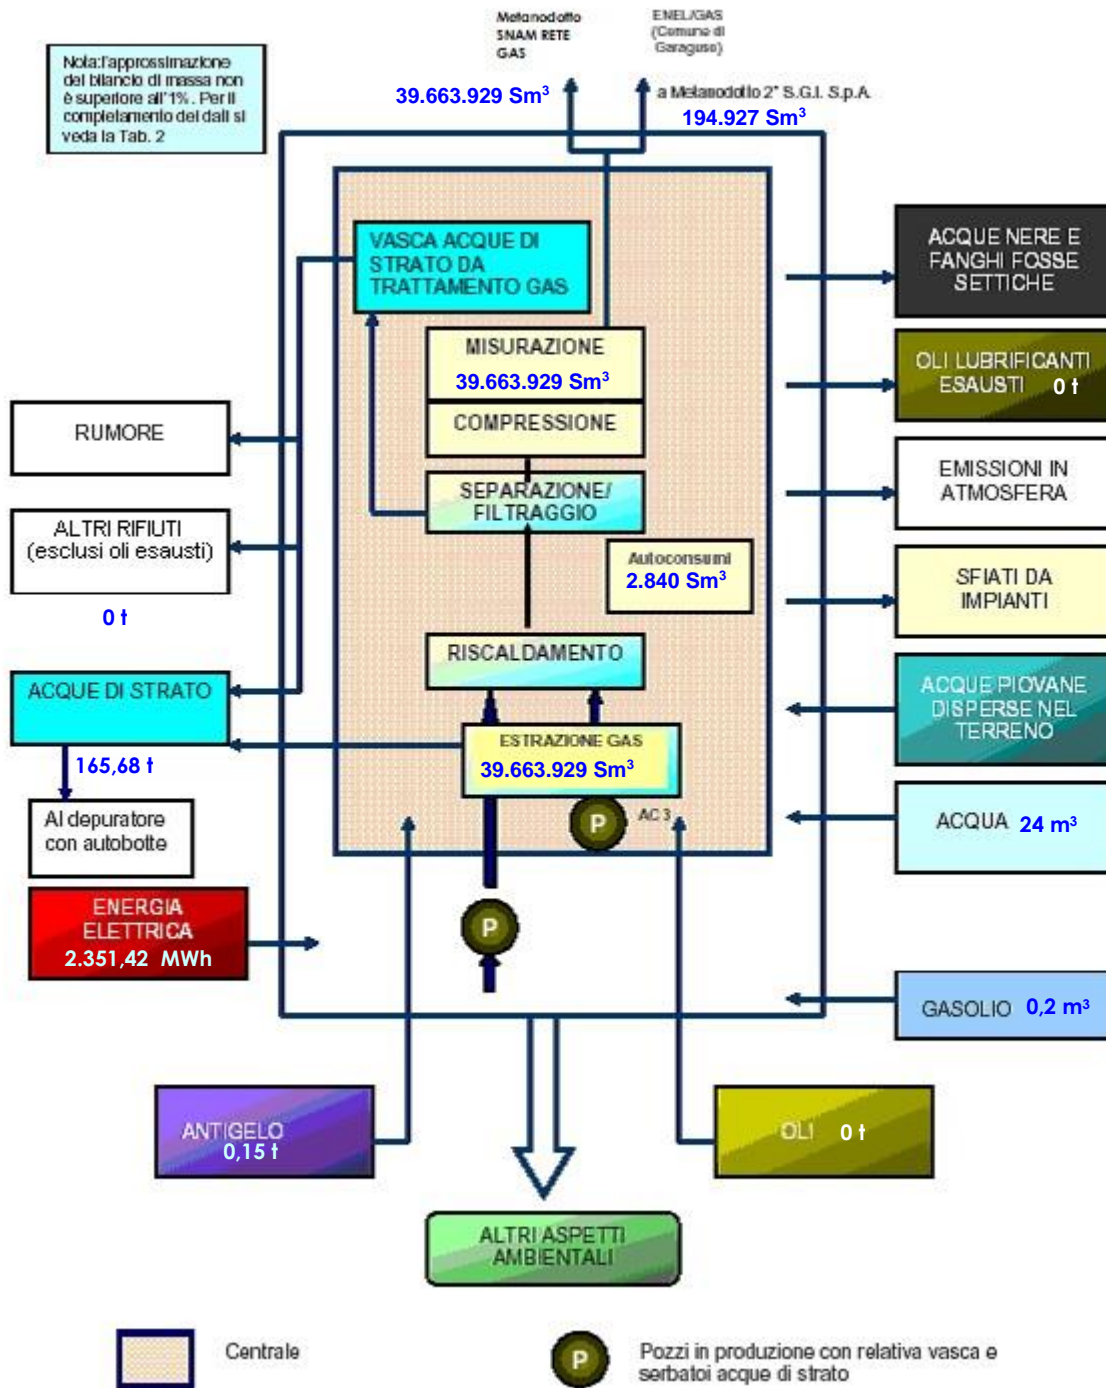 Metanodotto
SNAM RETE
GAS
ENEL/GAS
(Comune di
Garaguso)
Nota:l'approssimazione
del bilancio di massa non
è superiore all'1%. Per il
completamento dei dati si
veda la Tab. 2
39.663.929 Sm³
a Metanodotto 2° S.G.I. S.p.A.
194.927 Sm³
VASCA ACQUE DI
STRATO DA
TRATTAMENTO GAS
ACQUE NERE E
FANGHI FOSSE
SETTICHE
MISURAZIONE
39.663.929 Sm³
OLI LUBRIFICANTI
ESAUSTI 0 t
COMPRESSIONE
RUMORE
SEPARAZIONE/
FILTRAGGIO
EMISSIONI IN
ATMOSFERA
ALTRI RIFIUTI
(esclusi oli esausti)
0 t
Autoconsumi
2.840 Sm³
SFIATI DA
IMPIANTI
RISCALDAMENTO
ACQUE DI STRATO
165,68 t
ACQUE PIOVANE
DISPERSE NEL
TERRENO
ESTRAZIONE GAS
39.663.929 Sm³
P
AC 3
Al depuratore
con autobotte
ACQUA 24 m³
ENERGIA
ELETTRICA
2.351,42 MWh
P
GASOLIO 0,2 m³
ANTIGELO
0,15 t
OLI 0 t
ALTRI ASPETTI
AMBIENTALI
Centrale
P
Pozzi in produzione con relativa vasca e
serbatoi acque di strato